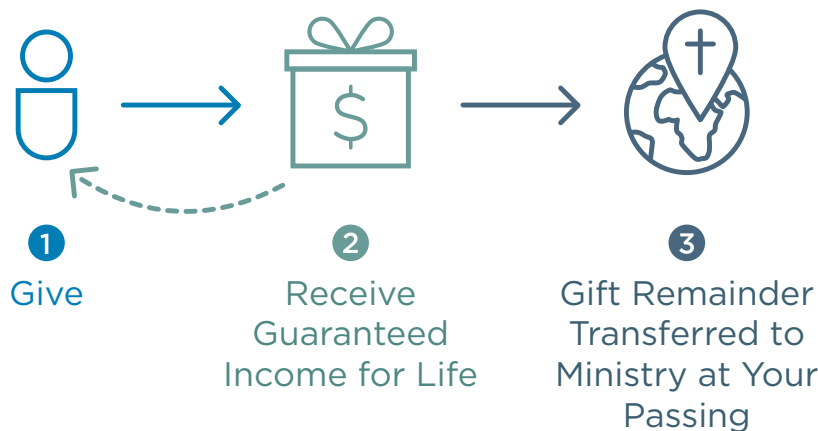 $
1
Give
2
Receive
Guaranteed
Income for Life
3
Gift Remainder
Transferred to
Ministry at Your
Passing